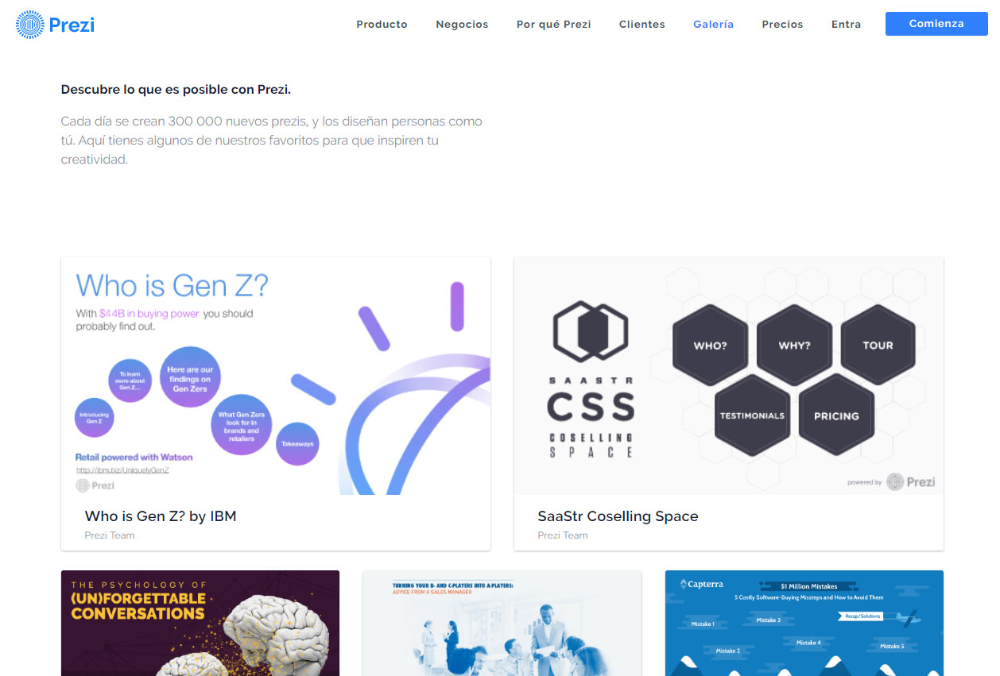 Prezi
Producto
Negocios
Por qué Prezi
Clientes
Galería
Precios
Entra
Comienza
Descubre lo que es posible con Prezi.
Cada día se crean 300 000 nuevos prezis, y los diseñan personas como
tú. Aquí tienes algunos de nuestros favoritos para que inspiren tu
creatividad.
Who is Gen Z?
With $44B in buying power you should
probably find out.
To learn
more about
Gen Z...
Here are our
findings on
Gen Zers
Introducing
Gen Z
What Gen Zers
look for in
brands and
retailers
Takeaways
Retail powered with Watson
http://ibm.biz/UniquelyGenZ
Prezi
Who is Gen Z? by IBM
Prezi Team
SAASTR
CSS
COSELLING
SPACE
WHO?
WHY?
TOUR
TESTIMONIALS
PRICING
powered by Prezi
SaaStr Coselling Space
Prezi Team
THE PSYCHOLOGY OF
(UN)FORGETTABLE
CONVERSATIONS
TURNING YOUR B- AND C-PLAYERS INTO A-PLAYERS:
ADVICE FROM A SALES MANAGER
Capterra
$1 Million Mistakes
5 Costly Software-Buying Missteps and How to Avoid Them
Recap/Solutions
Mistake 1
Mistake 3
Mistake 2
Mistake 4
Mistake 5